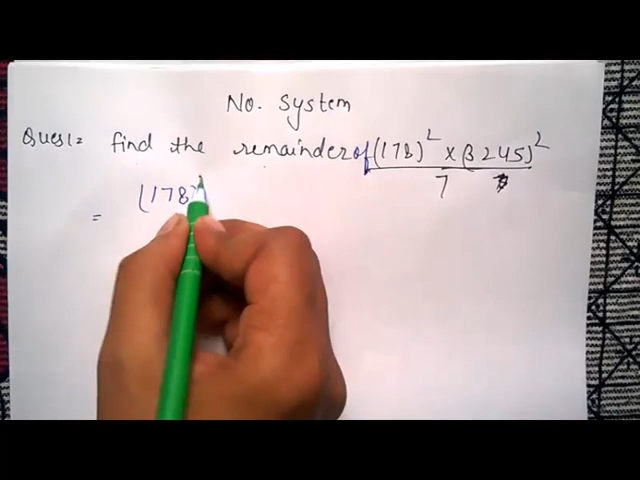 No. System
Ques1= find the remainder of (178)² × (3245)²
7
= (178)